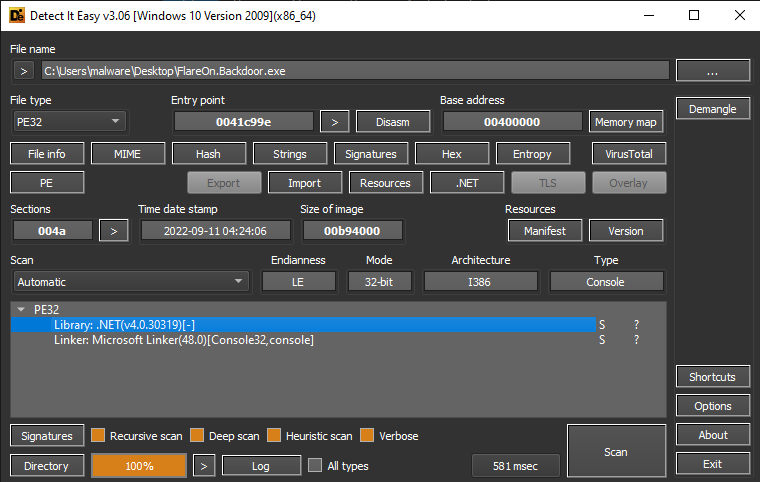 Detect It Easy v3.06 [Windows 10 Version 2009](x86_64)
File name
> C:\Users\malware\Desktop\FlareOn.Backdoor.exe ...
File type Entry point Base address
PE32 0041c99e > Disasm 00400000 Memory map Demangle
File info MIME Hash Strings Signatures Hex Entropy VirusTotal
PE Export Import Resources .NET TLS Overlay
Sections Time date stamp Size of image Resources
004a > 2022-09-11 04:24:06 00b94000 Manifest Version
Scan Endianness Mode Architecture Type
Automatic LE 32-bit I386 Console
PE32
Library: .NET(v4.0.30319)[-] S ?
Linker: Microsoft Linker(48.0)[Console32,console] S ?
Shortcuts
Options
Signatures Recursive scan Deep scan Heuristic scan Verbose Scan About
Directory 100% > Log All types 581 msec Exit